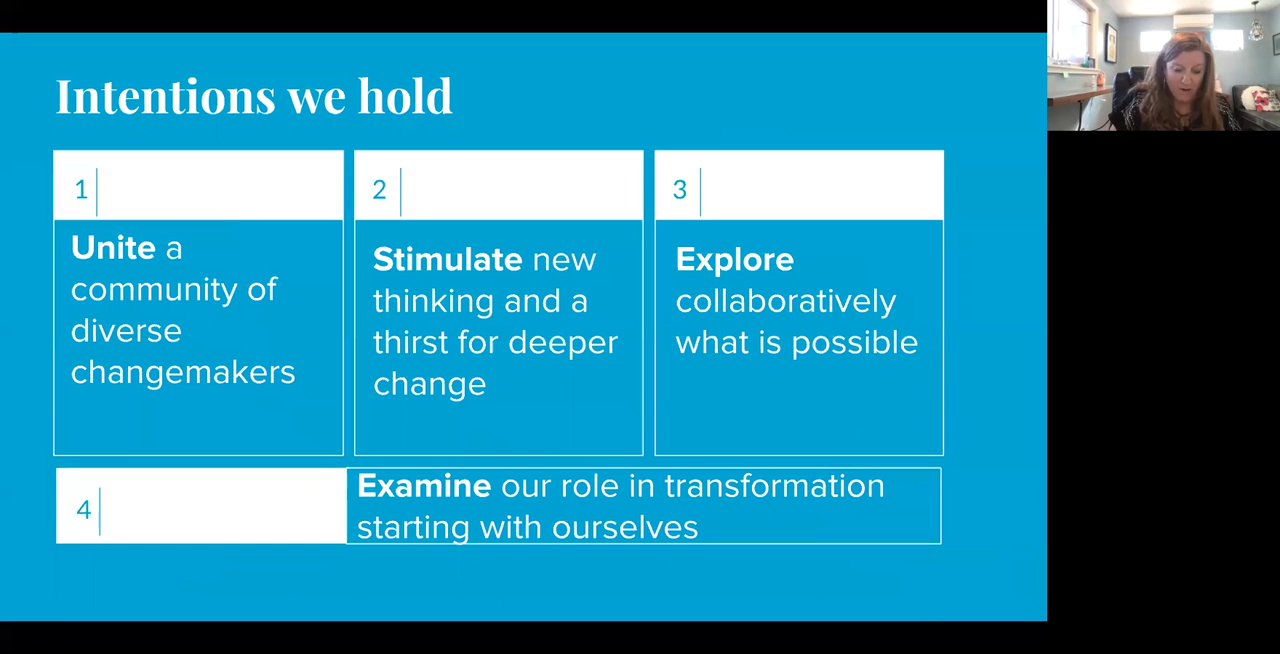 Intentions we hold
1
Unite a
community of
diverse
changemakers
2
Stimulate new
thinking and a
thirst for deeper
change
3
Explore
collaboratively
what is possible
4
Examine our role in transformation
starting with ourselves